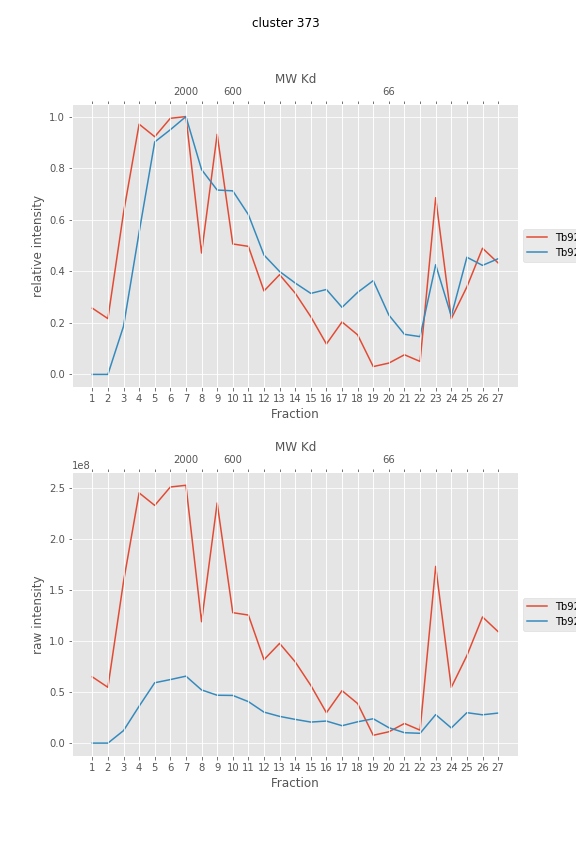 cluster 373
MW Kd
2000 600 66
1.0
0.8
0.6
0.4
0.2
0.0
relative intensity
Tb92
Tb92
1 2 3 4 5 6 7 8 9 10 11 12 13 14 15 16 17 18 19 20 21 22 23 24 25 26 27
Fraction
MW Kd
1e8 2000 600 66
2.5
2.0
1.5
1.0
0.5
0.0
raw intensity
Tb92
Tb92
1 2 3 4 5 6 7 8 9 10 11 12 13 14 15 16 17 18 19 20 21 22 23 24 25 26 27
Fraction